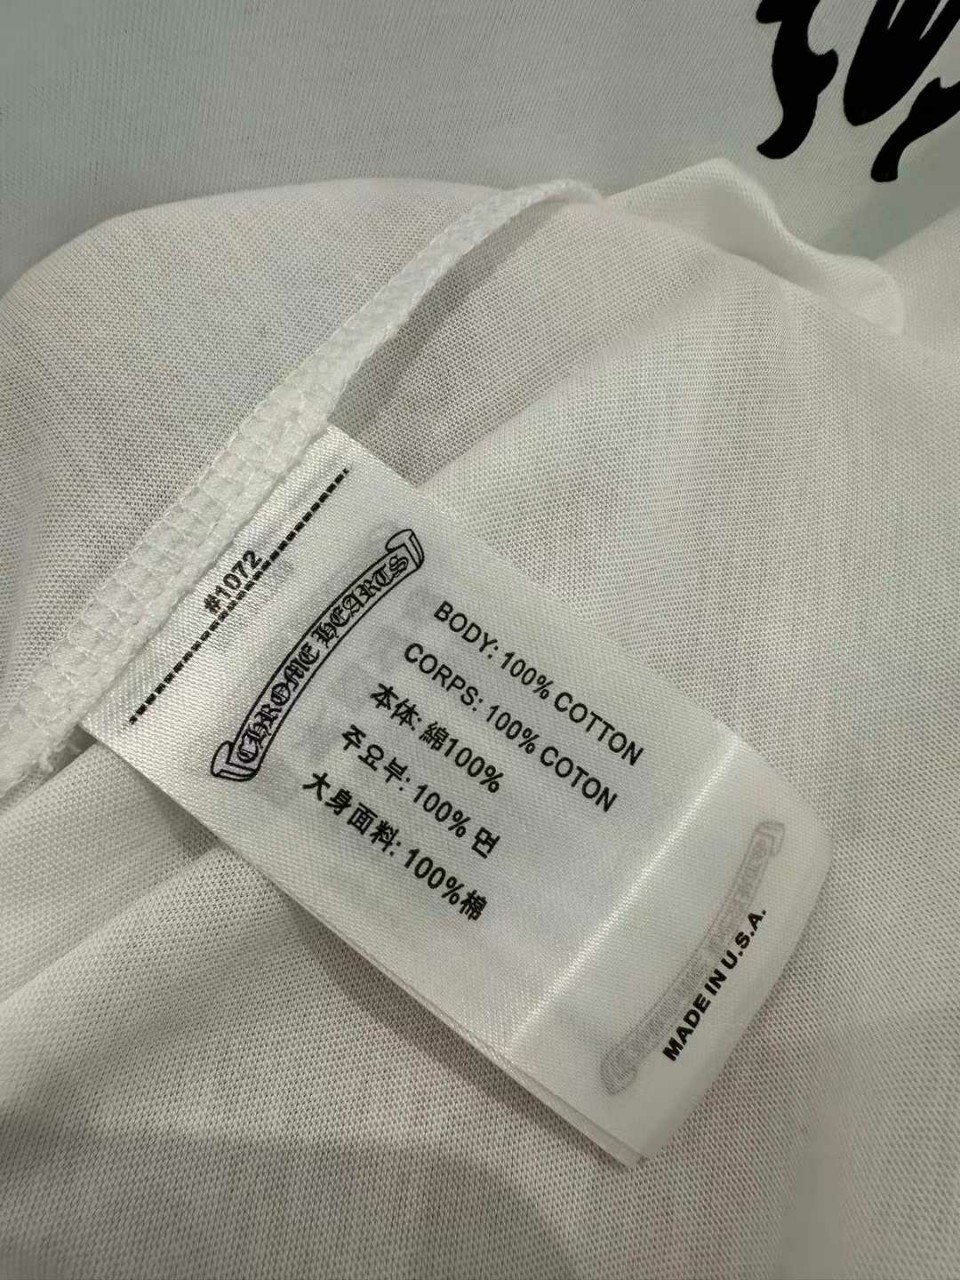 #1072
CHROME HEARTS
BODY: 100% COTTON
CORPS: 100% COTON
本体: 綿100%
주요부: 100% 면
大身面料: 100%棉
MADE IN U.S.A.